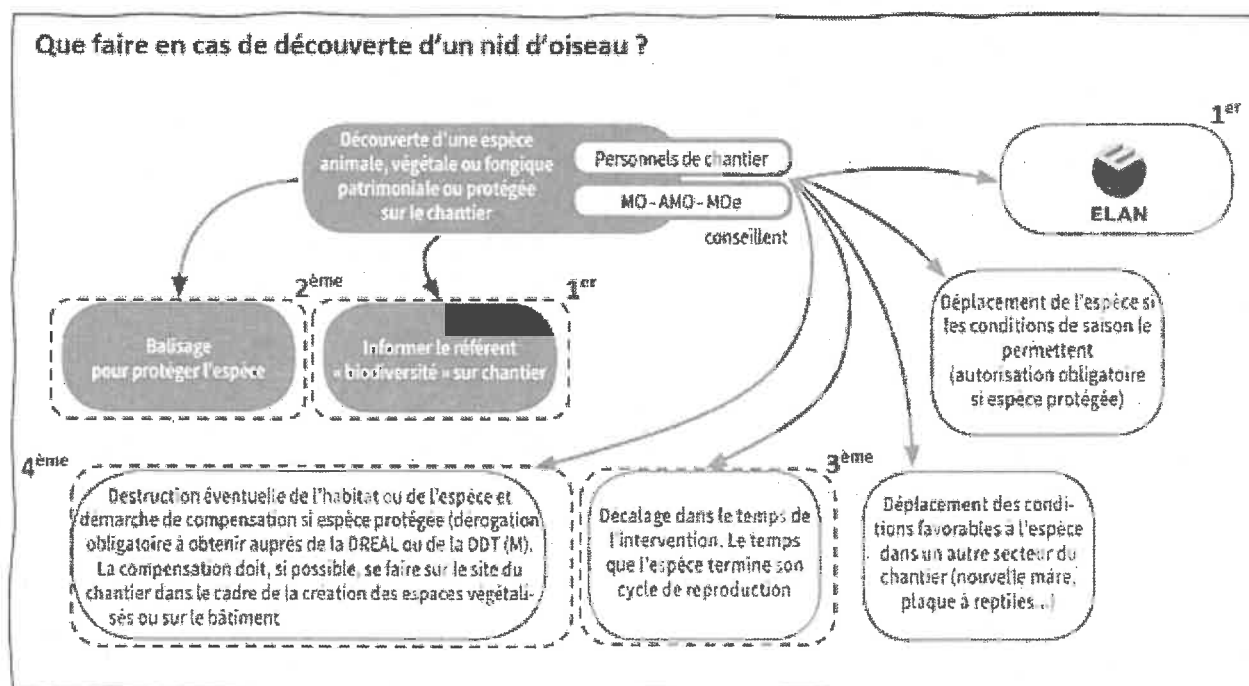 Que faire en cas de découverte d'un nid d'oiseau ?
Découverte d'une espèce
animale, végétale ou fongique
patrimoniale ou protégée
sur le chantier
Personnels de chantier
MO - AMO - MOe
conseillent
1er
ELAN
2ème
Balisage
pour protéger l'espèce
1er
Informer le référent
« biodiversité » sur chantier
Déplacement de l'espèce si
les conditions de saison le
permettent
(autorisation obligatoire
si espèce protégée)
4ème
Destruction éventuelle de l'habitat ou de l'espèce et
démarche de compensation si espèce protégée (dérogation
obligatoire à obtenir auprès de la DREAL ou de la DDT (M).
La compensation doit, si possible, se faire sur le site du
chantier dans le cadre de la création des espaces végétali-
sés ou sur le bâtiment
3ème
Décalage dans le temps de
l'intervention. Le temps
que l'espèce termine son
cycle de reproduction
Déplacement des condi-
tions favorables à l'espèce
dans un autre secteur du
chantier (nouvelle mare,
plaque à reptiles...)